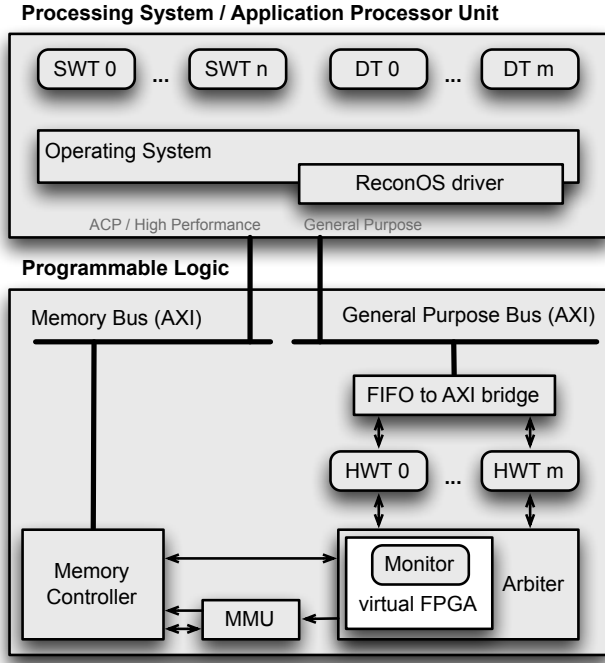 Processing System / Application Processor Unit
SWT 0 ... SWT n DT 0 ... DT m
Operating System
ReconOS driver
ACP / High Performance General Purpose
Programmable Logic
Memory Bus (AXI) General Purpose Bus (AXI)
FIFO to AXI bridge
HWT 0 ... HWT m
Monitor
Memory
Controller
Arbiter
virtual FPGA
MMU